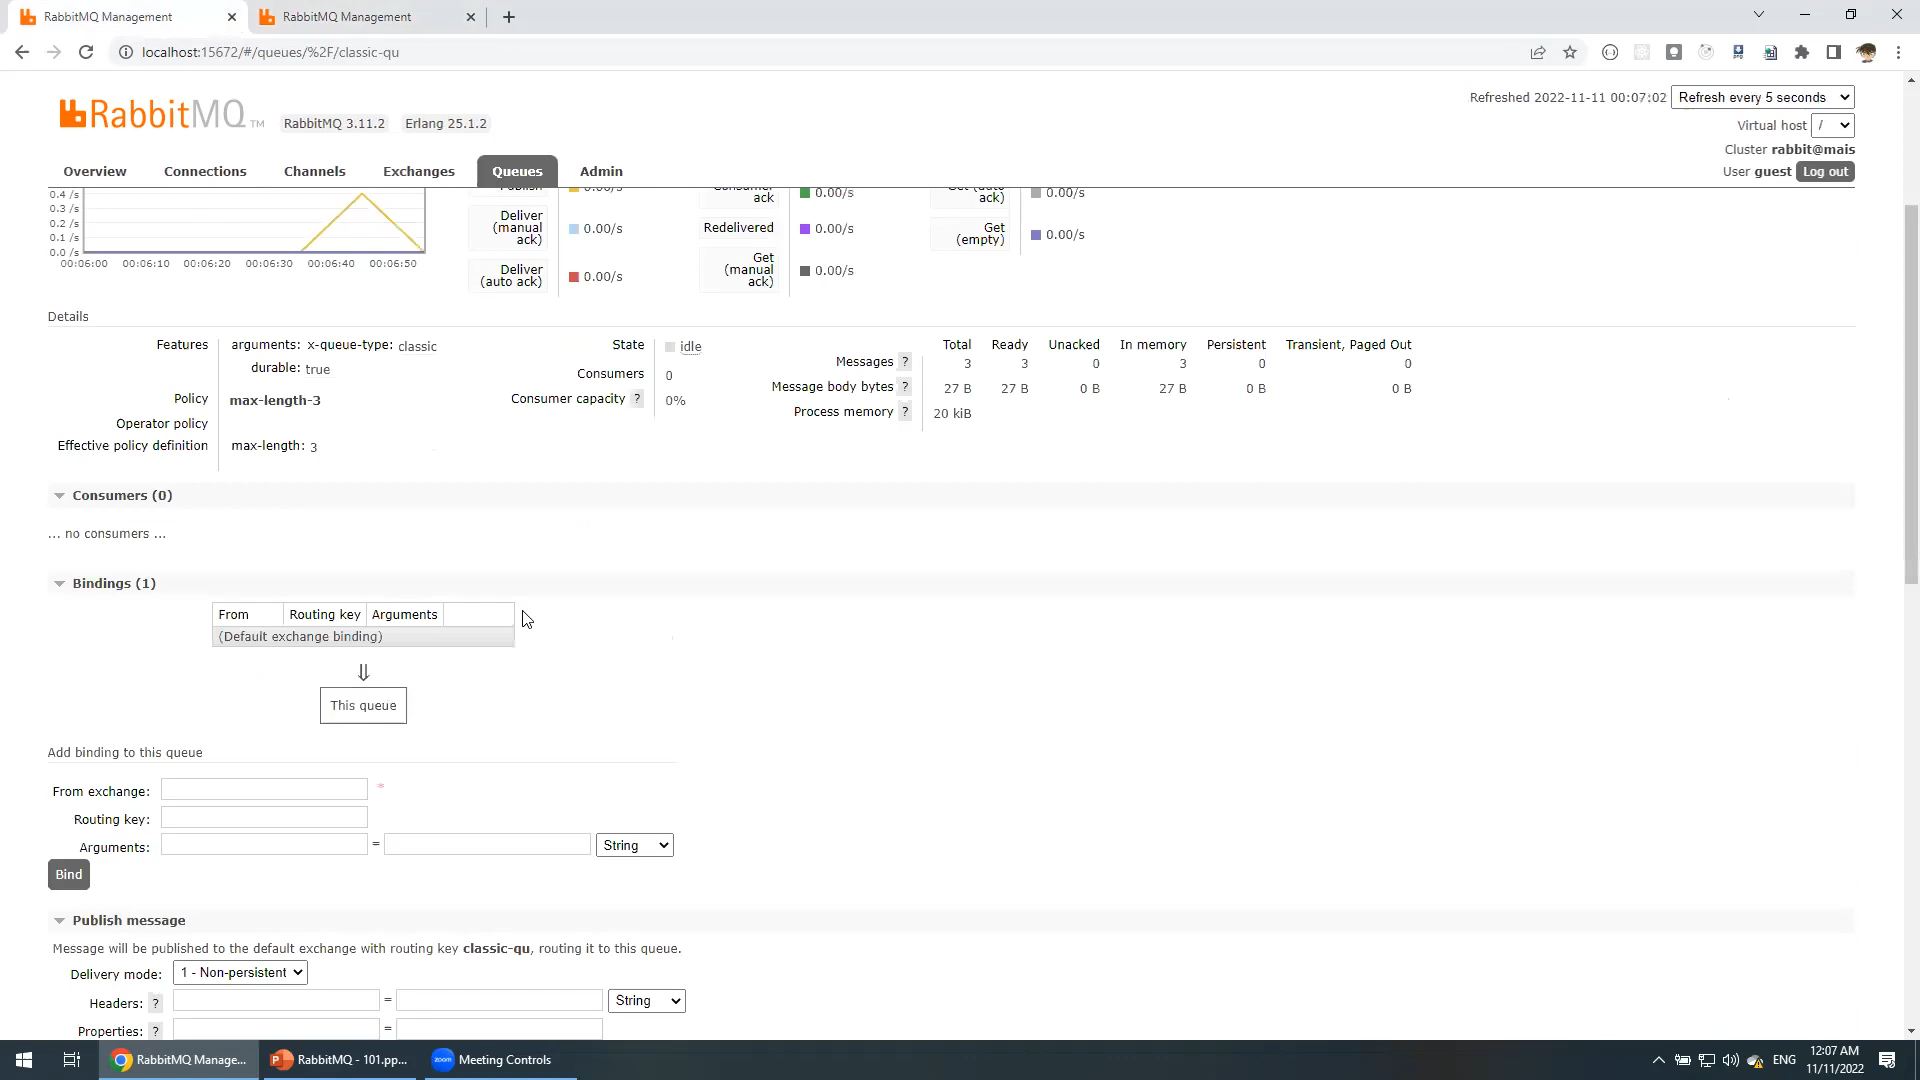 RabbitMQ Management
RabbitMQ Management
localhost:15672/#/queues/%2F/classic-qu
RabbitMQ TM
RabbitMQ 3.11.2
Erlang 25.1.2
Refreshed 2022-11-11 00:07:02
Refresh every 5 seconds
Virtual host /
Cluster rabbit@mais
User guest Log out
Overview Connections Channels Exchanges Queues Admin
0.4 /s
0.3 /s
0.2 /s
0.1 /s
0.0 /s
00:06:00 00:06:10 00:06:20 00:06:30 00:06:40 00:06:50
Publish 0.00/s
Deliver
(manual
ack)
0.00/s
Deliver
(auto ack)
0.00/s
Consumer
ack
0.00/s
Redelivered 0.00/s
Get
(manual
ack)
0.00/s
Get (auto
ack)
0.00/s
Get
(empty)
0.00/s
Details
Features arguments: x-queue-type: classic
durable: true
Policy max-length-3
Operator policy
Effective policy definition max-length: 3
State idle
Consumers 0
Consumer capacity ? 0%
Total Ready Unacked In memory Persistent Transient, Paged Out
Messages ? 3 3 0 3 0 0
Message body bytes ? 27 B 27 B 0 B 27 B 0 B 0 B
Process memory ? 20 kiB
Consumers (0)
... no consumers ...
Bindings (1)
From Routing key Arguments
(Default exchange binding)
⇓
This queue
Add binding to this queue
From exchange: *
Routing key:
Arguments: = String
Bind
Publish message
Message will be published to the default exchange with routing key classic-qu, routing it to this queue.
Delivery mode: 1 - Non-persistent
Headers: ? = String
Properties: ? =
RabbitMQ Manage...
RabbitMQ - 101.pp...
zoom Meeting Controls
ENG
12:07 AM
11/11/2022